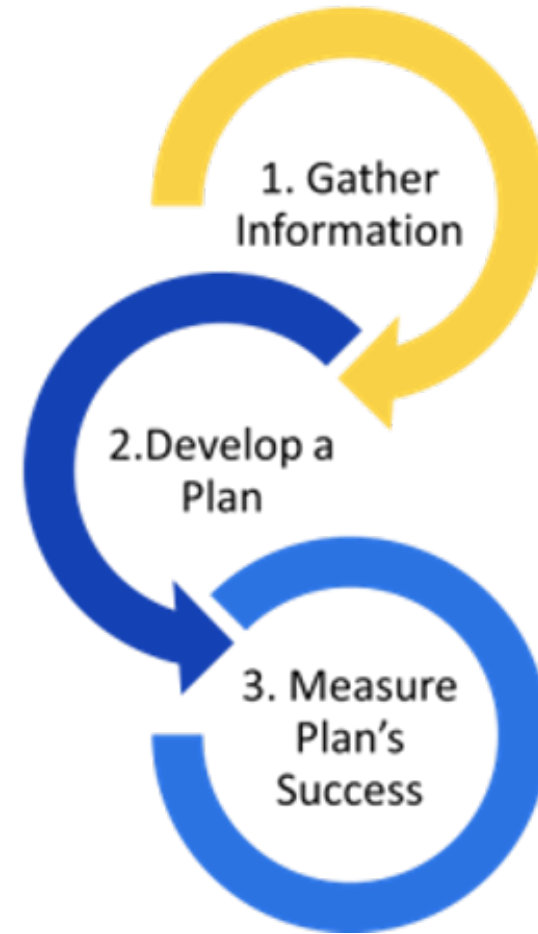 1. Gather
Information
2.Develop a
Plan
3. Measure
Plan’s
Success